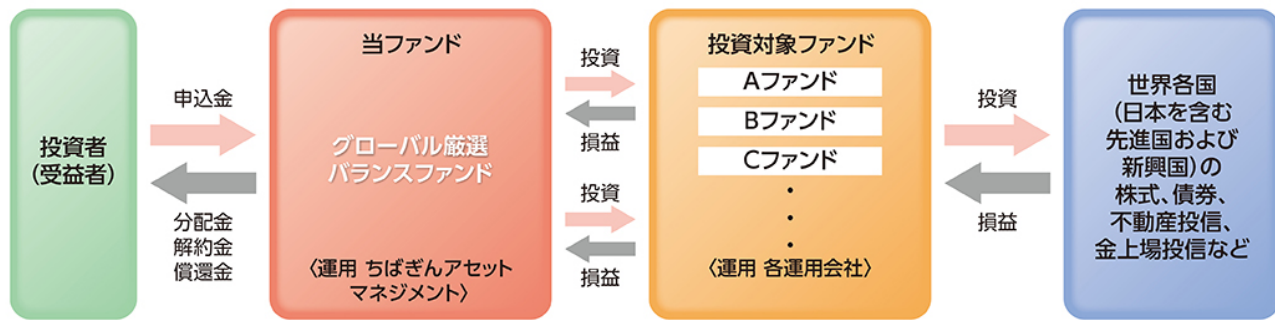 投資者
(受益者)
申込金
分配金
解約金
償還金
当ファンド
グローバル厳選
バランスファンド
〈運用 ちばぎんアセット
マネジメント〉
投資
損益
投資
損益
投資対象ファンド
Aファンド
Bファンド
Cファンド
・
・
・
〈運用 各運用会社〉
投資
損益
世界各国
(日本を含む
先進国および
新興国)の
株式、債券、
不動産投信、
金上場投信など